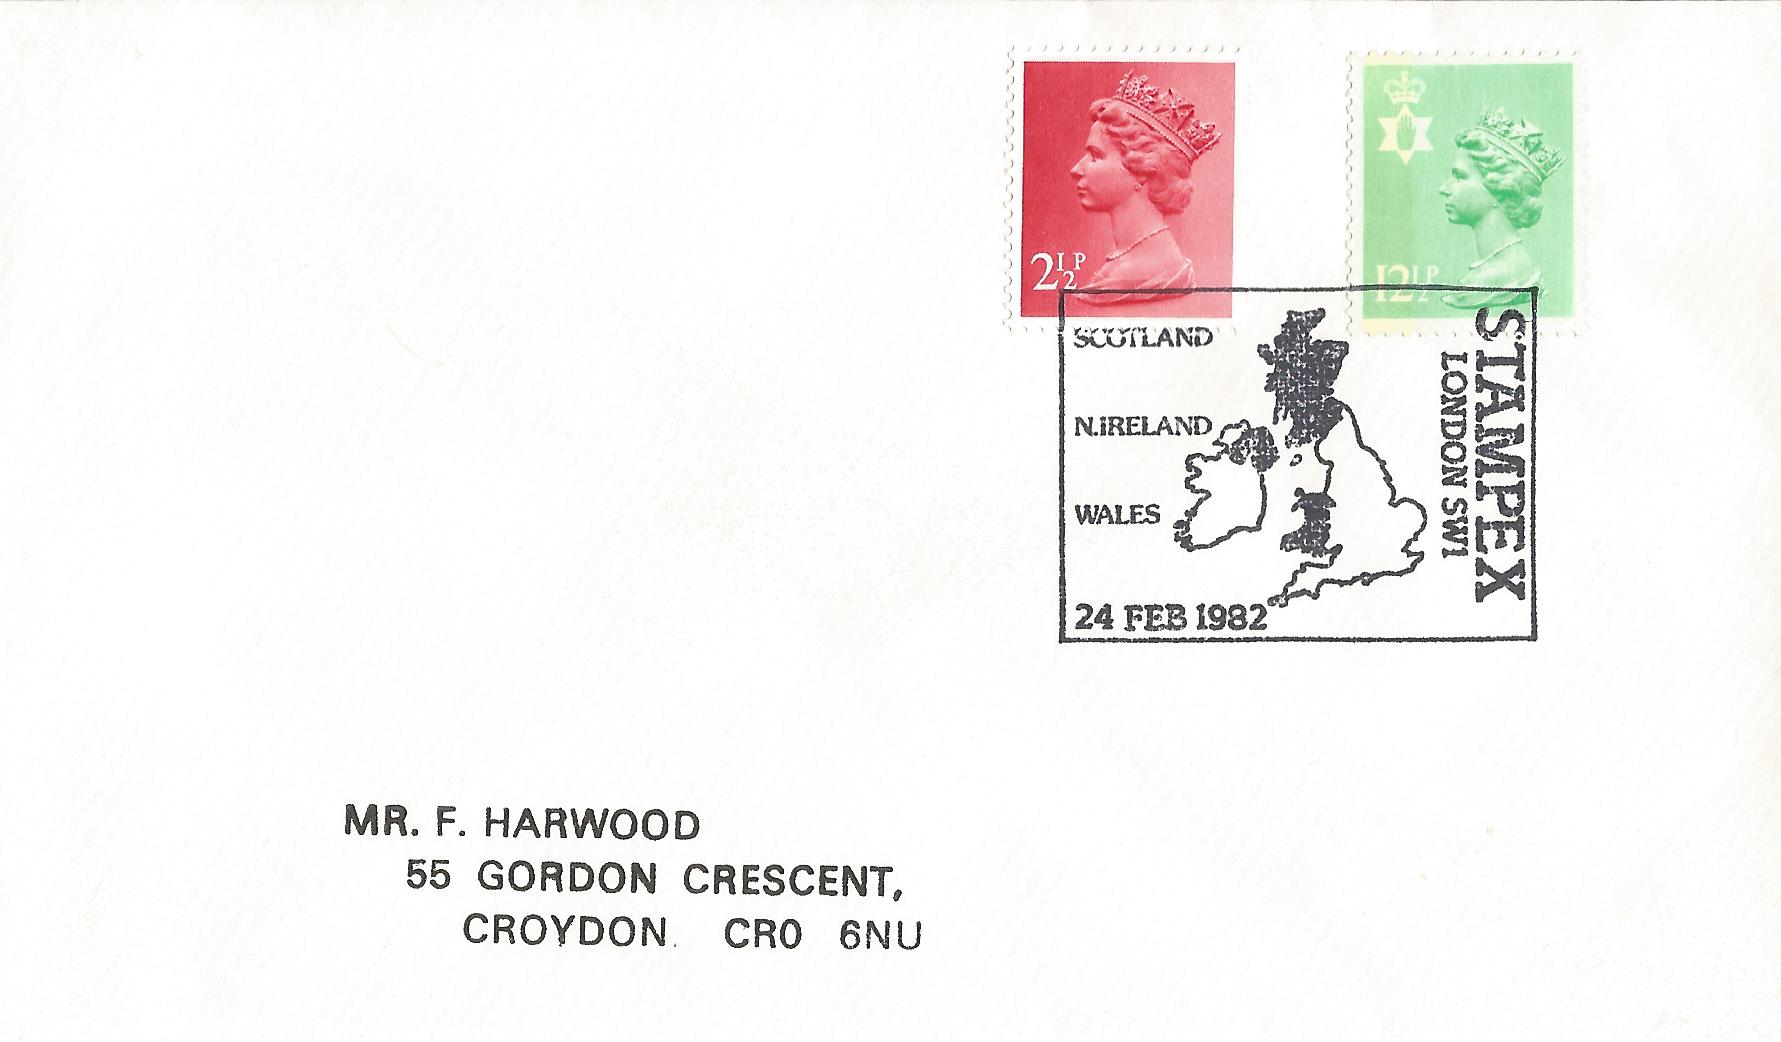 2½P
12½P
SCOTLAND
N.IRELAND
WALES
24 FEB 1982
STAMPEX
LONDON SW1
MR. F. HARWOOD
55 GORDON CRESCENT,
CROYDON. CR0 6NU